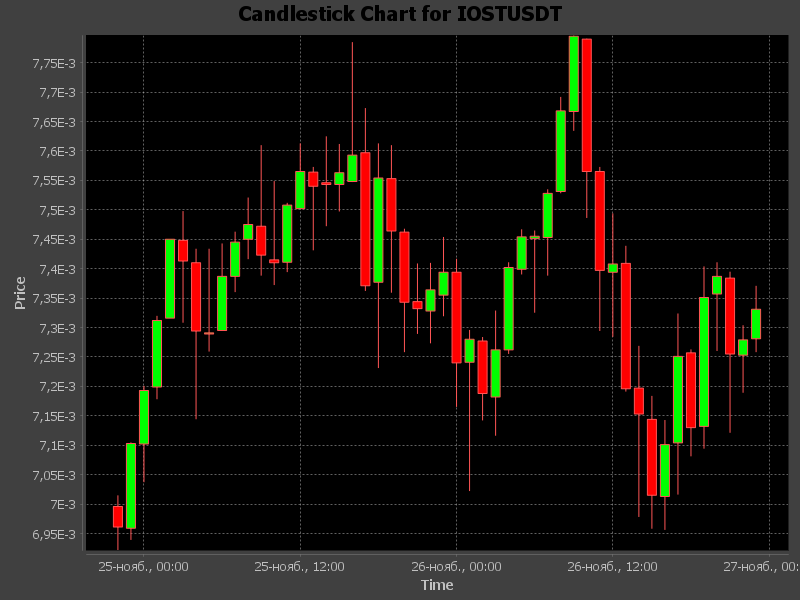 Candlestick Chart for IOSTUSDT
Price
7,75E-3
7,7E-3
7,65E-3
7,6E-3
7,55E-3
7,5E-3
7,45E-3
7,4E-3
7,35E-3
7,3E-3
7,25E-3
7,2E-3
7,15E-3
7,1E-3
7,05E-3
7E-3
6,95E-3
25-нояб., 00:00 25-нояб., 12:00 26-нояб., 00:00 26-нояб., 12:00 27-нояб., 00:
Time